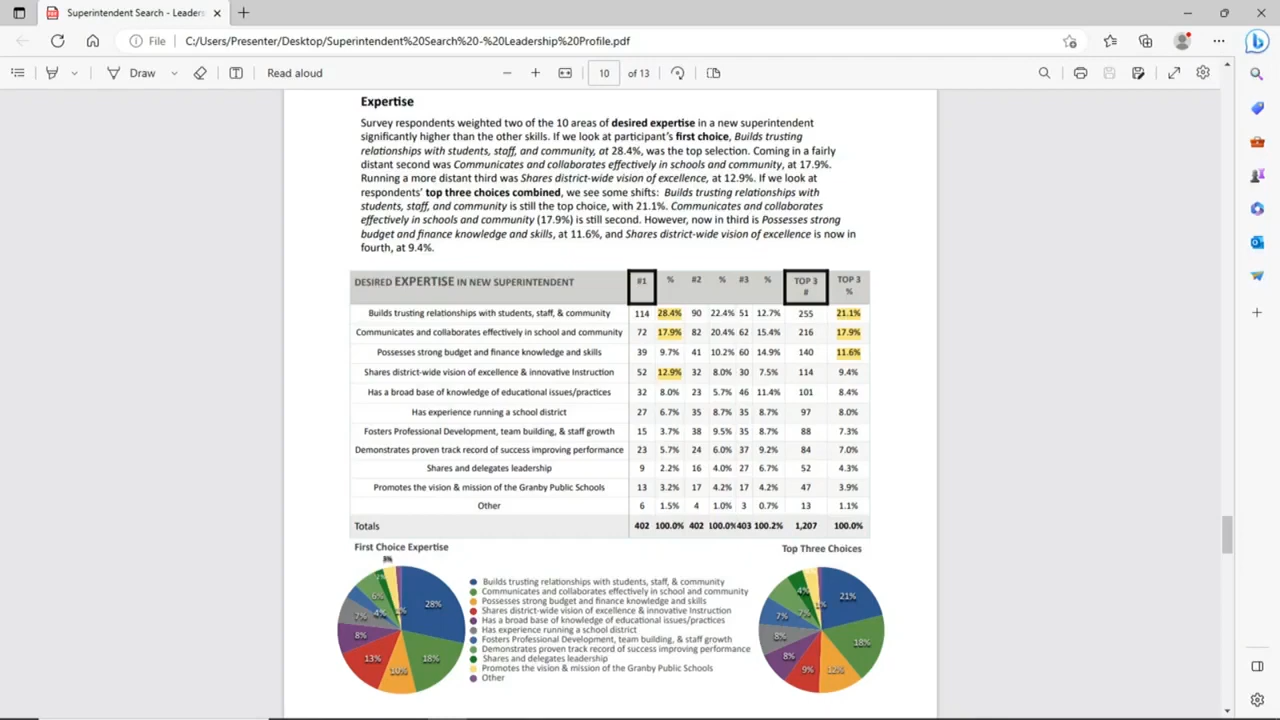 Superintendent Search - Leaders
File
C:/Users/Presenter/Desktop/Superintendent%20Search%20-%20Leadership%20Profile.pdf
Draw
Read aloud
10 of 13
Expertise
Survey respondents weighted two of the 10 areas of desired expertise in a new superintendent
significantly higher than the other skills. If we look at participant's first choice, Builds trusting
relationships with students, staff, and community, at 28.4%, was the top selection. Coming in a fairly
distant second was Communicates and collaborates effectively in schools and community, at 17.9%.
Running a more distant third was Shares district-wide vision of excellence, at 12.9%. If we look at
respondents' top three choices combined, we see some shifts: Builds trusting relationships with
students, staff, and community is still the top choice, with 21.1%. Communicates and collaborates
effectively in schools and community (17.9%) is still second. However, now in third is Possesses strong
budget and finance knowledge and skills, at 11.6%, and Shares district-wide vision of excellence is now in
fourth, at 9.4%.
DESIRED EXPERTISE IN NEW SUPERINTENDENT #1 % #2 % #3 % TOP 3 # TOP 3 %
Builds trusting relationships with students, staff, & community 114 28.4% 90 22.4% 51 12.7% 255 21.1%
Communicates and collaborates effectively in school and community 72 17.9% 82 20.4% 62 15.4% 216 17.9%
Possesses strong budget and finance knowledge and skills 39 9.7% 41 10.2% 60 14.9% 140 11.6%
Shares district-wide vision of excellence & innovative Instruction 52 12.9% 32 8.0% 30 7.5% 114 9.4%
Has a broad base of knowledge of educational issues/practices 32 8.0% 23 5.7% 46 11.4% 101 8.4%
Has experience running a school district 27 6.7% 35 8.7% 35 8.7% 97 8.0%
Fosters Professional Development, team building, & staff growth 15 3.7% 38 9.5% 35 8.7% 88 7.3%
Demonstrates proven track record of success improving performance 23 5.7% 24 6.0% 37 9.2% 84 7.0%
Shares and delegates leadership 9 2.2% 16 4.0% 27 6.7% 52 4.3%
Promotes the vision & mission of the Granby Public Schools 13 3.2% 17 4.2% 17 4.2% 47 3.9%
Other 6 1.5% 4 1.0% 3 0.7% 13 1.1%
Totals 402 100.0% 402 100.0% 403 100.2% 1,207 100.0%
First Choice Expertise
28%
18%
10%
13%
8%
7%
4%
6%
Builds trusting relationships with students, staff, & community
Communicates and collaborates effectively in school and community
Possesses strong budget and finance knowledge and skills
Shares district-wide vision of excellence & innovative Instruction
Has a broad base of knowledge of educational issues/practices
Has experience running a school district
Fosters Professional Development, team building, & staff growth
Demonstrates proven track record of success improving performance
Shares and delegates leadership
Promotes the vision & mission of the Granby Public Schools
Other
Top Three Choices
21%
18%
12%
9%
8%
8%
7%
7%
4%
1%